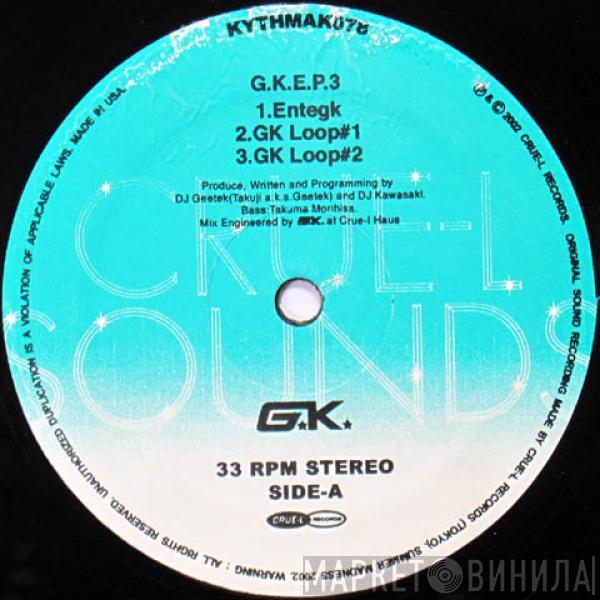 KYTHMAK078
G.K.E.P.3
1.Entegk
2.GK Loop#1
3.GK Loop#2
Produce, Written and Programming by
DJ Geetek(Takuji a.k.a.Geetek) and DJ Kawasaki.
Bass:Takuma Morihisa.
Mix Engineered by G.K. at Crue-l Haus
CRUE-L
SOUNDS
G.K.
33 RPM STEREO
SIDE-A
CRUE-L RECORDS
℗ & © 2002 CRUE-L RECORDS. ORIGINAL SOUND RECORDING MADE BY CRUE-L RECORDS (TOKYO), SUMMER MADNESS 2002. WARNING : ALL RIGHTS RESERVED. UNAUTHORIZED DUPLICATION IS A VIOLATION OF APPLICABLE LAWS. MADE IN USA.
МАРКЕТ ВИНИЛА